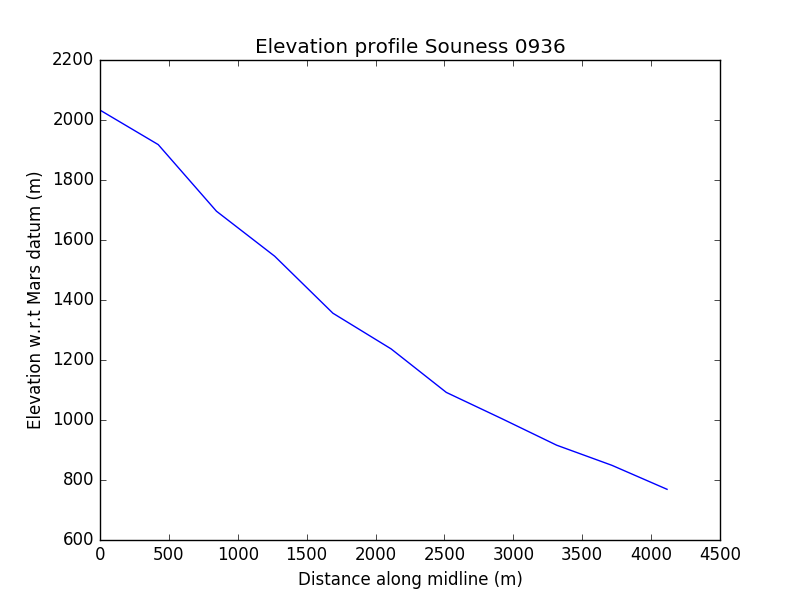 Elevation profile Souness 0936
2200
2000
1800
1600
1400
1200
1000
800
600
Elevation w.r.t Mars datum (m)
0 500 1000 1500 2000 2500 3000 3500 4000 4500
Distance along midline (m)